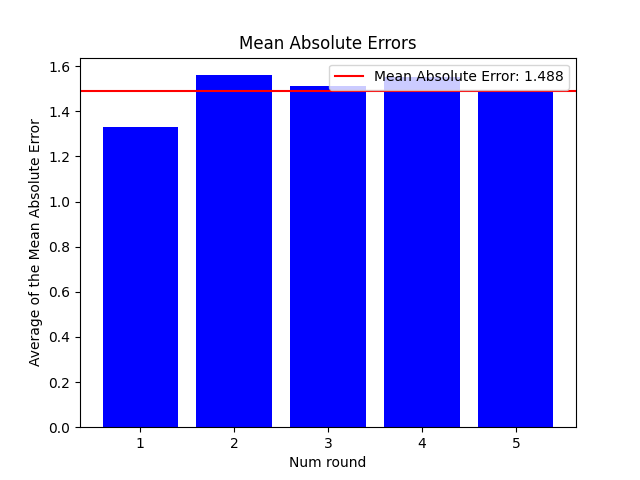 Mean Absolute Errors
Mean Absolute Error: 1.488
Average of the Mean Absolute Error
1.6
1.4
1.2
1.0
0.8
0.6
0.4
0.2
0.0
1 2 3 4 5
Num round